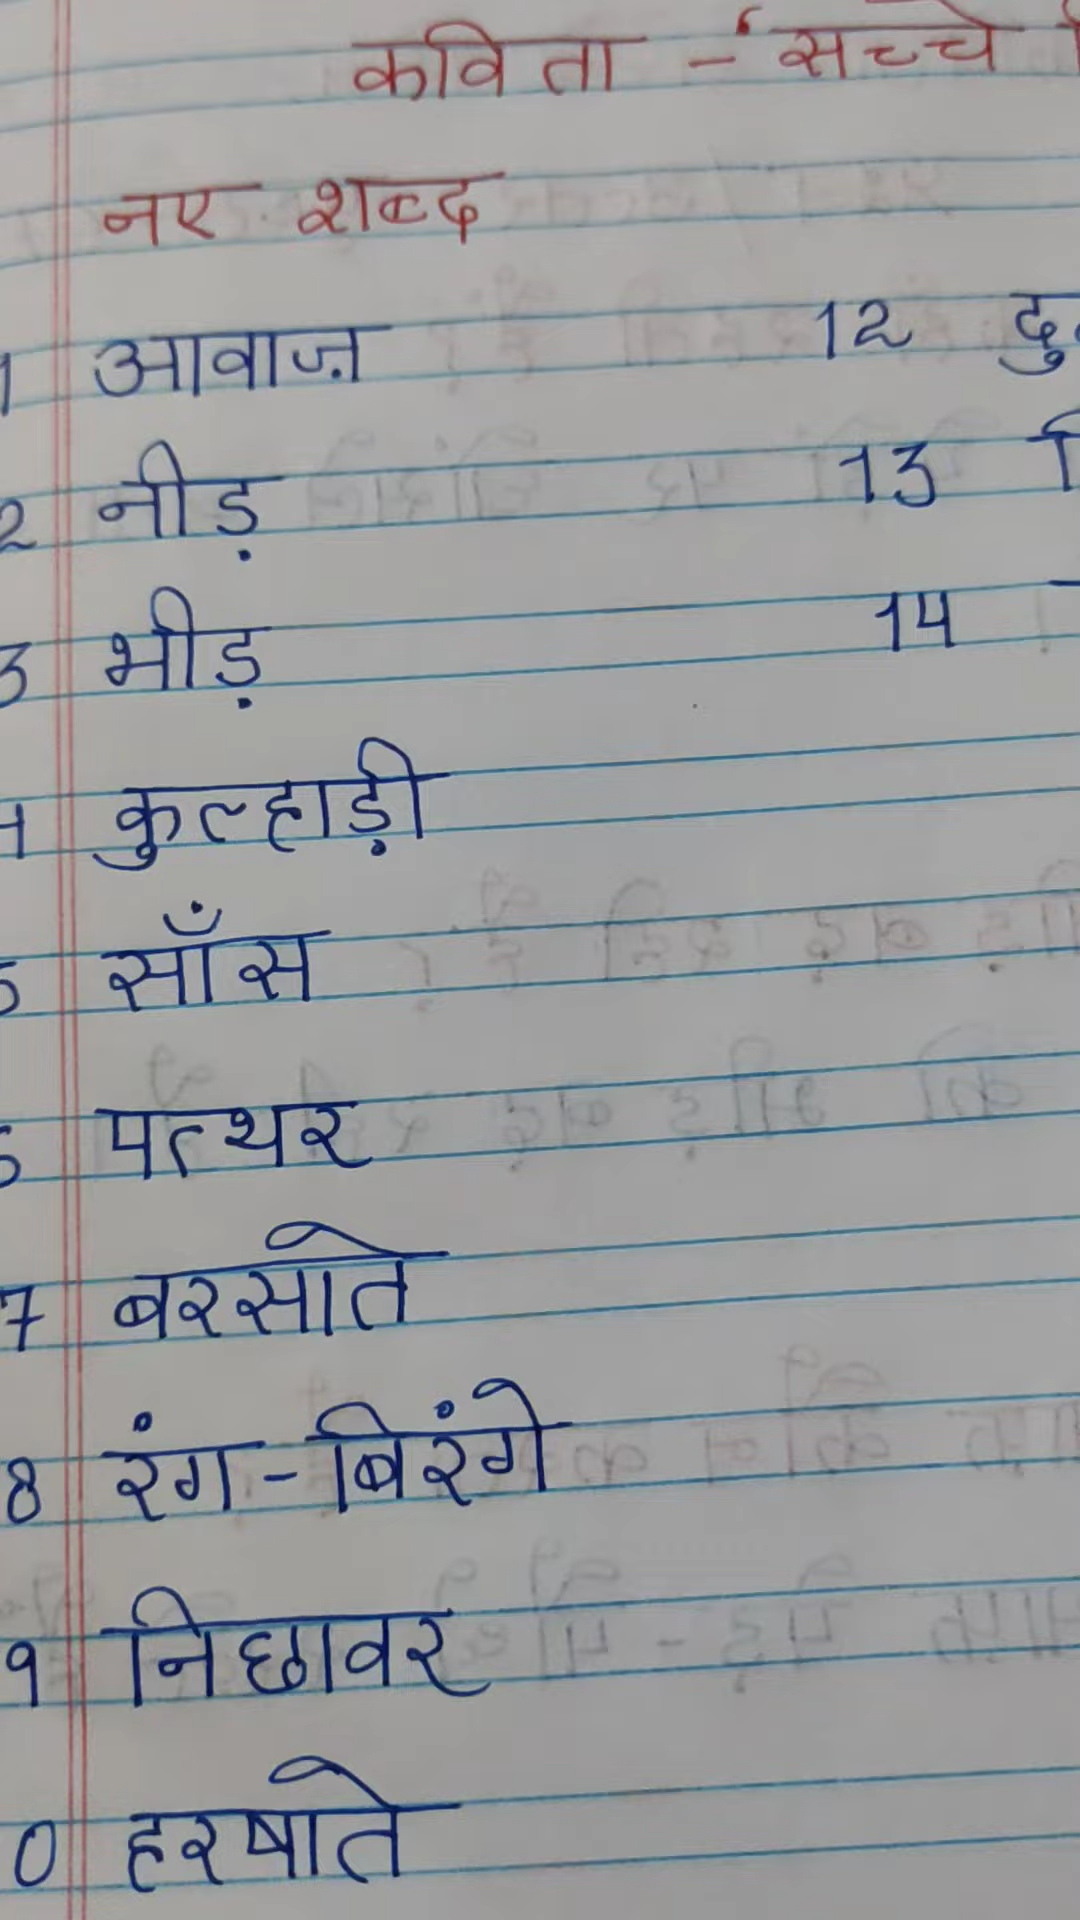 कविता - ' सच्चे
नए शब्द
1 आवाज़ 12
2 नीड़ 13
3 भीड़ 14
4 कुल्हाड़ी
5 साँस
6 पत्थर
7 बरसाते
8 रंग - बिरंगे
9 निछावर
0 हरषाते